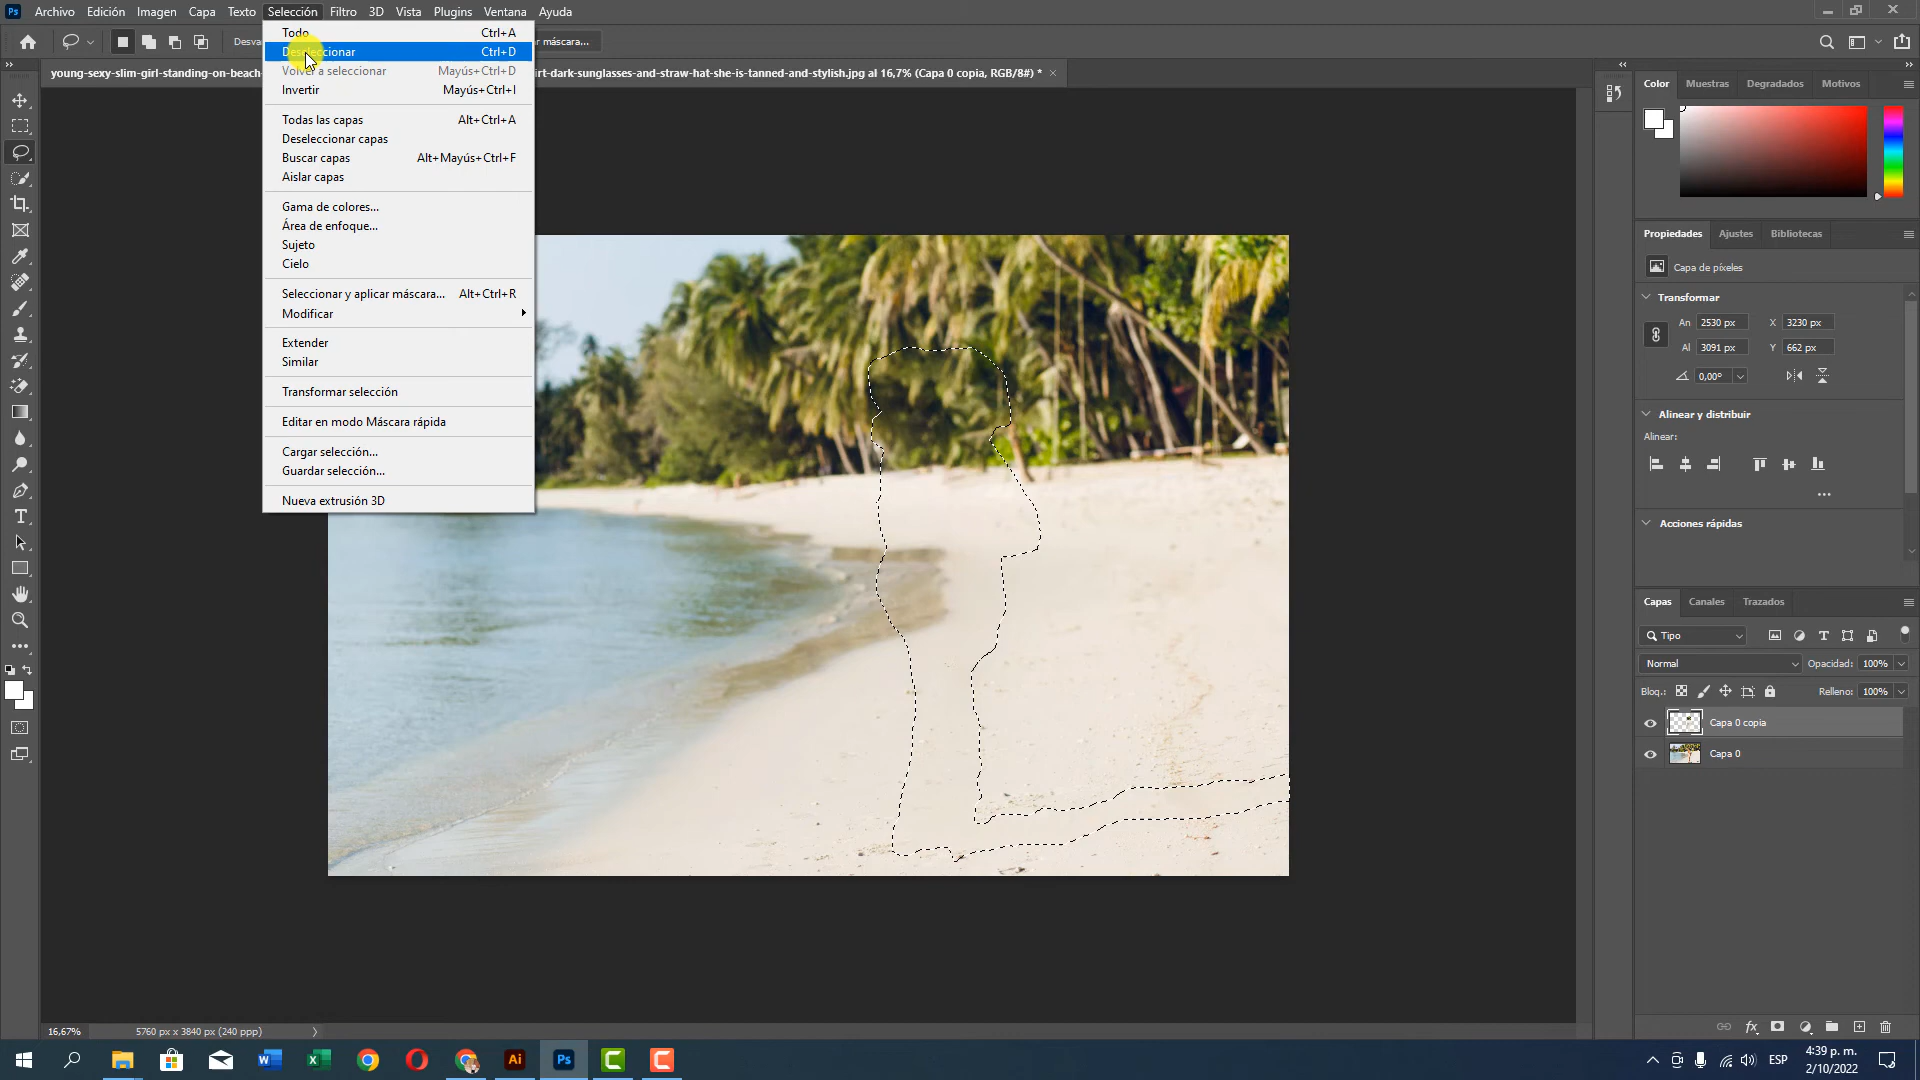 Ps Archivo Edición Imagen Capa Texto Selección Filtro 3D Vista Plugins Ventana Ayuda
Todo Ctrl+A
Desva
ar máscara...
Deseleccionar Ctrl+D
Volver a seleccionar Mayús+Ctrl+D
young-sexy-slim-girl-standing-on-beach-
irt-dark-sunglasses-and-straw-hat-she-is-tanned-and-stylish.jpg al 16,7% (Capa 0 copia, RGB/8#) *
Invertir Mayús+Ctrl+I
Todas las capas Alt+Ctrl+A
Deseleccionar capas
Buscar capas Alt+Mayús+Ctrl+F
Aislar capas
Gama de colores...
Área de enfoque...
Sujeto
Cielo
Seleccionar y aplicar máscara... Alt+Ctrl+R
Modificar
Extender
Similar
Transformar selección
Editar en modo Máscara rápida
Cargar selección...
Guardar selección...
Nueva extrusión 3D
Color Muestras Degradados Motivos
Propiedades Ajustes Bibliotecas
Capa de píxeles
Transformar
An 2530 px X 3230 px
Al 3091 px Y 662 px
0,00°
Alinear y distribuir
Alinear:
Acciones rápidas
Capas Canales Trazados
Tipo
Normal Opacidad: 100%
Bloq.: Relleno: 100%
Capa 0 copia
Capa 0
16,67% 5760 px x 3840 px (240 ppp)
Ai Ps
ESP
4:39 p. m.
2/10/2022